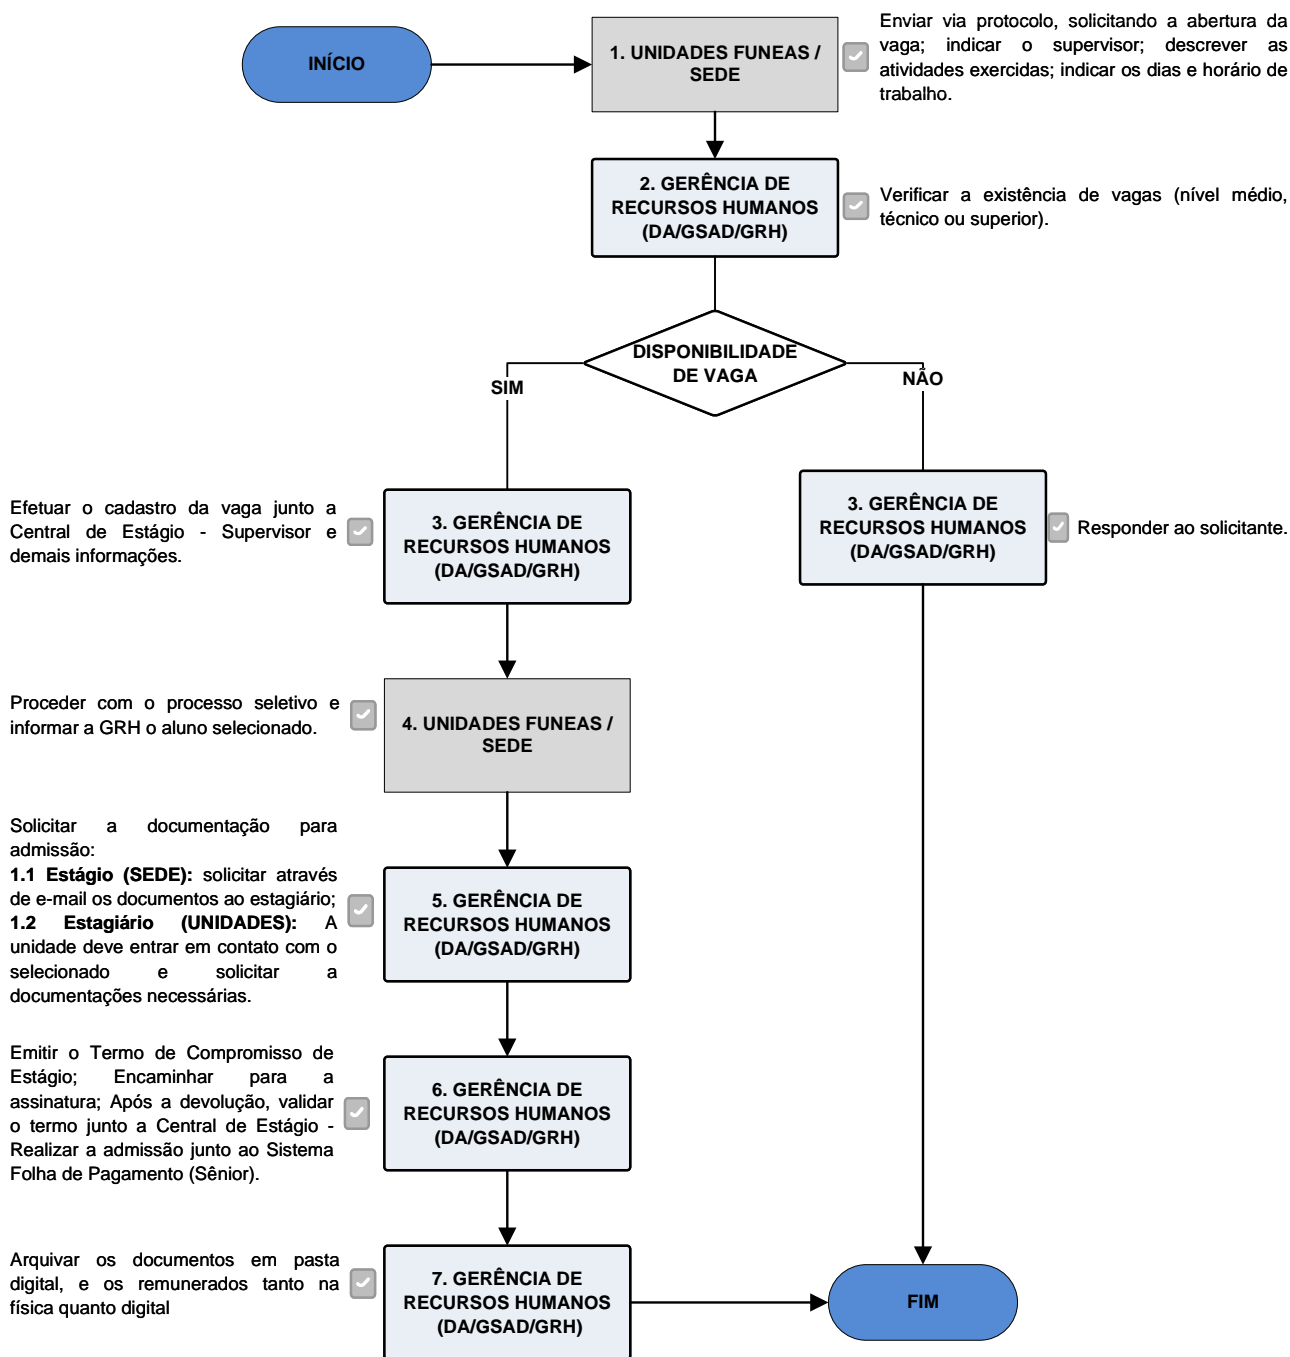 INÍCIO
1. UNIDADES FUNEAS /
SEDE
Enviar via protocolo, solicitando a abertura da
vaga; indicar o supervisor; descrever as
atividades exercidas; indicar os dias e horário de
trabalho.
2. GERÊNCIA DE
RECURSOS HUMANOS
(DA/GSAD/GRH)
Verificar a existência de vagas (nível médio,
técnico ou superior).
DISPONIBILIDADE
DE VAGA
SIM
NÃO
Efetuar o cadastro da vaga junto a
Central de Estágio - Supervisor e
demais informações.
3. GERÊNCIA DE
RECURSOS HUMANOS
(DA/GSAD/GRH)
3. GERÊNCIA DE
RECURSOS HUMANOS
(DA/GSAD/GRH)
Responder ao solicitante.
Proceder com o processo seletivo e
informar a GRH o aluno selecionado.
4. UNIDADES FUNEAS /
SEDE
Solicitar a documentação para
admissão:
1.1 Estágio (SEDE): solicitar através
de e-mail os documentos ao estagiário;
1.2 Estagiário (UNIDADES): A
unidade deve entrar em contato com o
selecionado e solicitar a
documentações necessárias.
5. GERÊNCIA DE
RECURSOS HUMANOS
(DA/GSAD/GRH)
Emitir o Termo de Compromisso de
Estágio; Encaminhar para a
assinatura; Após a devolução, validar
o termo junto a Central de Estágio -
Realizar a admissão junto ao Sistema
Folha de Pagamento (Sênior).
6. GERÊNCIA DE
RECURSOS HUMANOS
(DA/GSAD/GRH)
Arquivar os documentos em pasta
digital, e os remunerados tanto na
física quanto digital
7. GERÊNCIA DE
RECURSOS HUMANOS
(DA/GSAD/GRH)
FIM